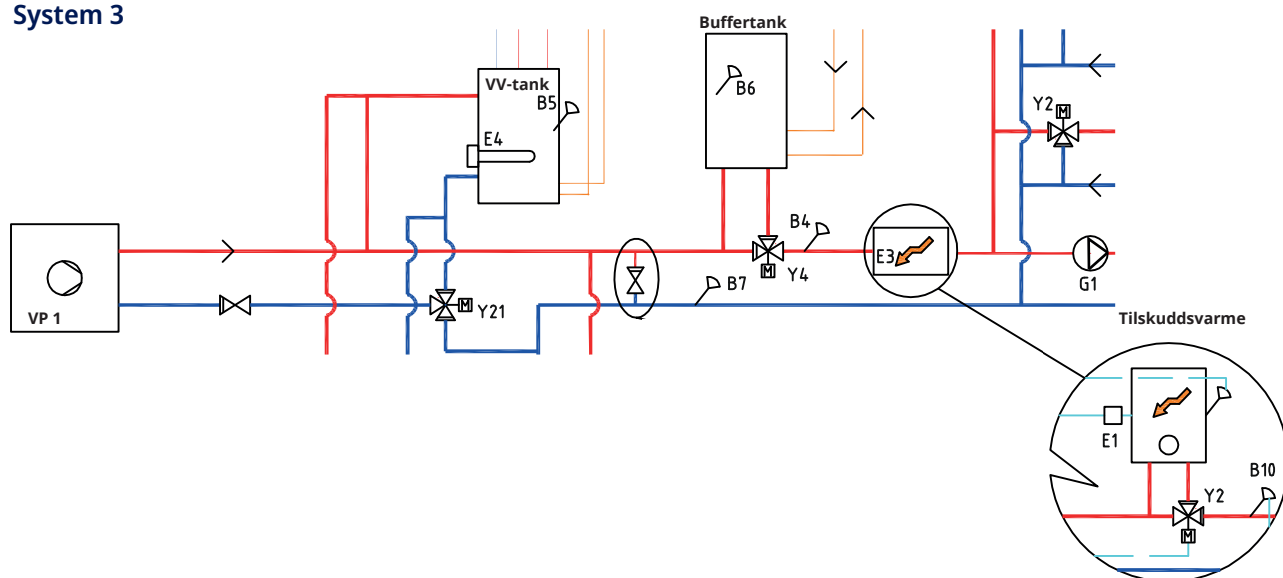 System 3
Buffertank
VV-tank
B5
B6
Y2
E4
B4
E3
Y4
G1
B7
VP 1
Y21
M
M
M
Tilskuddsvarme
E1
B10
Y2
M